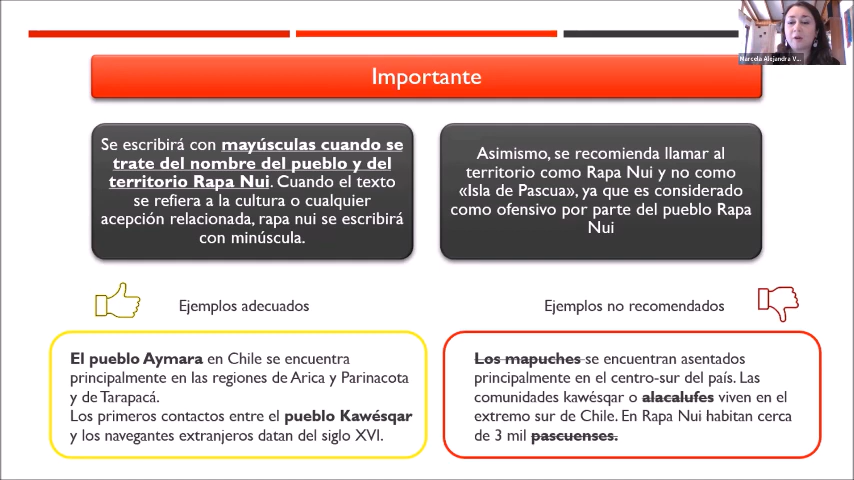 Marcela Alejandra V...
Importante
Se escribirá con mayúsculas cuando se
trate del nombre del pueblo y del
territorio Rapa Nui. Cuando el texto
se refiera a la cultura o cualquier
acepción relacionada, rapa nui se escribirá
con minúscula.
Asimismo, se recomienda llamar al
territorio como Rapa Nui y no como
«Isla de Pascua», ya que es considerado
como ofensivo por parte del pueblo Rapa
Nui
Ejemplos adecuados
El pueblo Aymara en Chile se encuentra
principalmente en las regiones de Arica y Parinacota
y de Tarapacá.
Los primeros contactos entre el pueblo Kawésqar
y los navegantes extranjeros datan del siglo XVI.
Ejemplos no recomendados
Los mapuches se encuentran asentados
principalmente en el centro-sur del país. Las
comunidades kawésqar o alacalufes viven en el
extremo sur de Chile. En Rapa Nui habitan cerca
de 3 mil pascuenses.